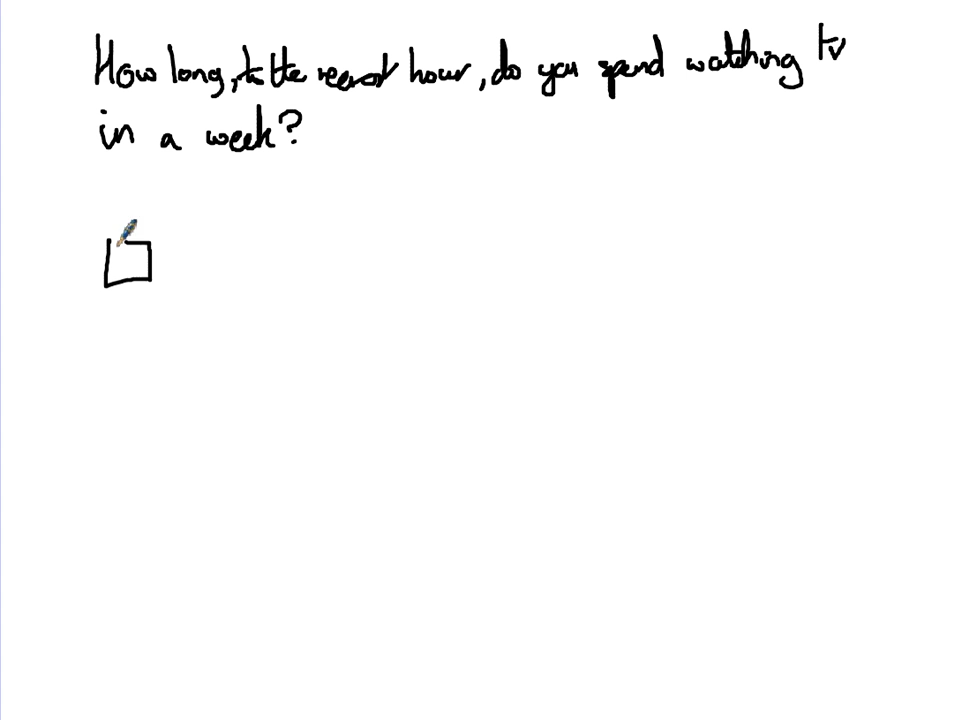 How long, to the nearest hour, do you spend watching tv
in a week?